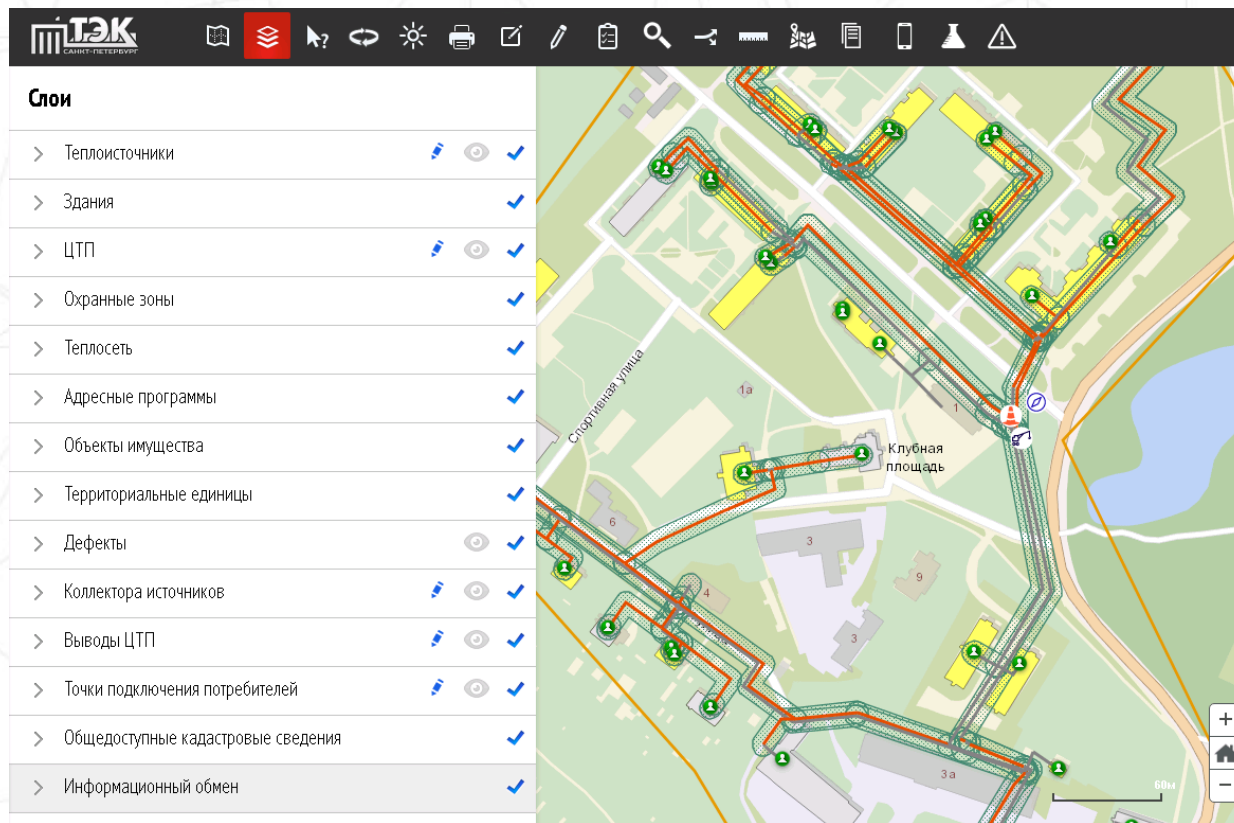 ТЭК
САНКТ-ПЕТЕРБУРГ
Слои
Теплоисточники
Здания
ЦТП
Охранные зоны
Теплосеть
Адресные программы
Объекты имущества
Территориальные единицы
Дефекты
Коллектора источников
Выводы ЦТП
Точки подключения потребителей
Общедоступные кадастровые сведения
Информационный обмен
Спортивная улица
1а
1
Клубная
площадь
6
3
9
4
3
3а
60м
+
−